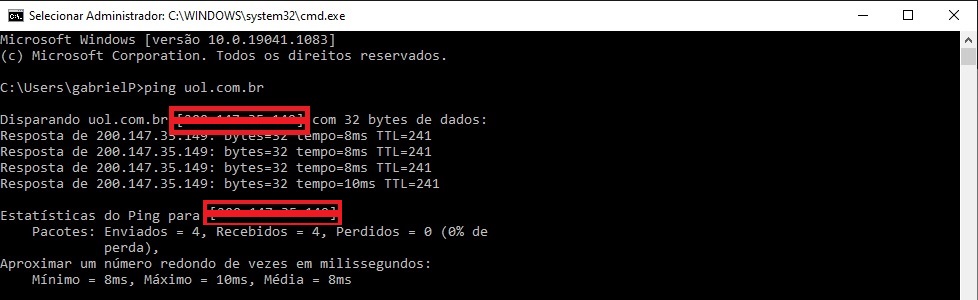 Selecionar Administrador: C:\WINDOWS\system32\cmd.exe
Microsoft Windows [versão 10.0.19041.1083]
(c) Microsoft Corporation. Todos os direitos reservados.
C:\Users\gabrielP>ping uol.com.br
Disparando uol.com.br com 32 bytes de dados:
Resposta de 200.147.35.149: bytes=32 tempo=8ms TTL=241
Resposta de 200.147.35.149: bytes=32 tempo=8ms TTL=241
Resposta de 200.147.35.149: bytes=32 tempo=8ms TTL=241
Resposta de 200.147.35.149: bytes=32 tempo=10ms TTL=241
Estatísticas do Ping para
Pacotes: Enviados = 4, Recebidos = 4, Perdidos = 0 (0% de
perda),
Aproximar um número redondo de vezes em milissegundos:
Mínimo = 8ms, Máximo = 10ms, Média = 8ms